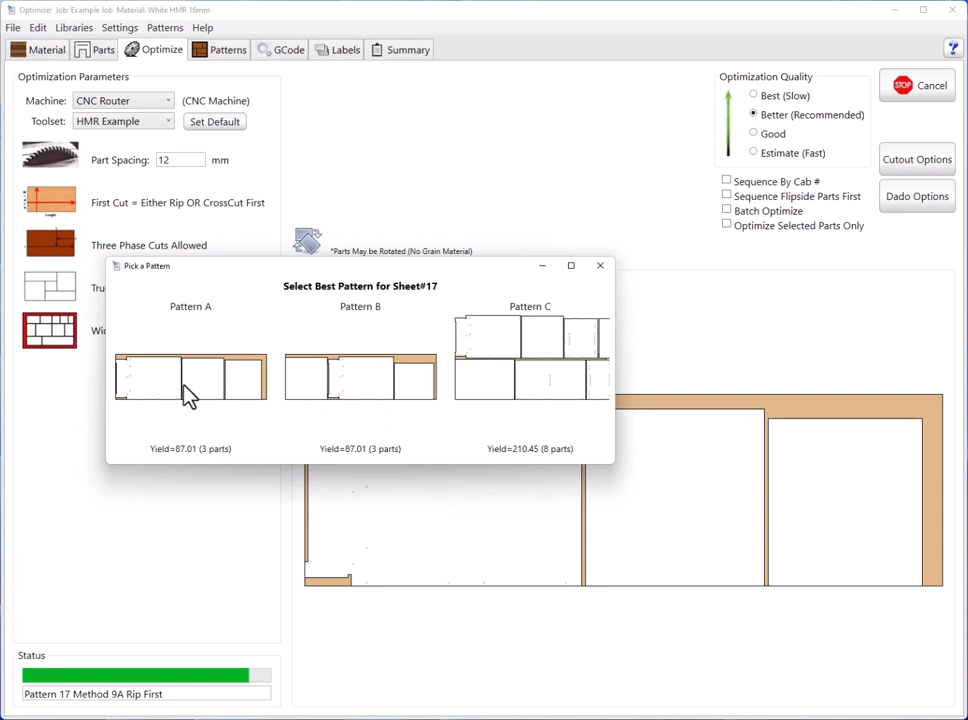 Optimize! Job: Example Job Material: White HMR 16mm
File Edit Libraries Settings Patterns Help
Material Parts Optimize Patterns GCode Labels Summary ?
Optimization Parameters
Machine: CNC Router (CNC Machine)
Toolset: HMR Example Set Default
Part Spacing: 12 mm
First Cut = Either Rip OR CrossCut First
Three Phase Cuts Allowed
Tru
Wid
*Parts May be Rotated (No Grain Material)
Optimization Quality
Best (Slow)
Better (Recommended)
Good
Estimate (Fast)
Sequence By Cab #
Sequence Flipside Parts First
Batch Optimize
Optimize Selected Parts Only
STOP Cancel
Cutout Options
Dado Options
Pick a Pattern
Select Best Pattern for Sheet#17
Pattern A Pattern B Pattern C
Yield=87.01 (3 parts) Yield=87.01 (3 parts) Yield=210.45 (8 parts)
Status
Pattern 17 Method 9A Rip First